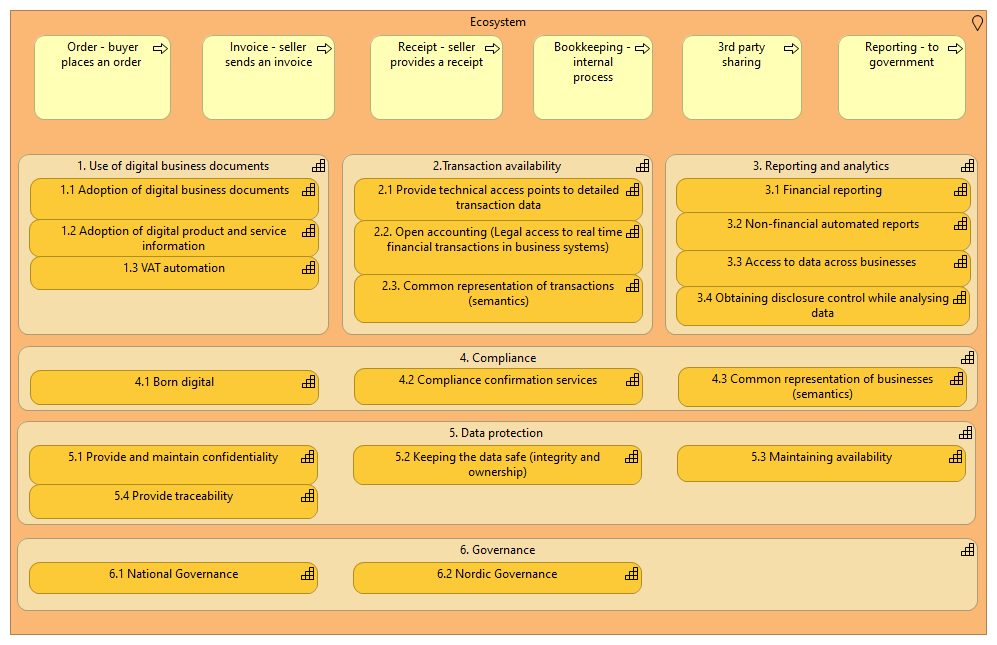 Ecosystem
Order - buyer
places an order
Invoice - seller
sends an invoice
Receipt - seller
provides a receipt
Bookkeeping -
internal
process
3rd party
sharing
Reporting - to
government
1. Use of digital business documents
1.1 Adoption of digital business documents
1.2 Adoption of digital product and service
information
1.3 VAT automation
2.Transaction availability
2.1 Provide technical access points to detailed
transaction data
2.2. Open accounting (Legal access to real time
financial transactions in business systems)
2.3. Common representation of transactions
(semantics)
3. Reporting and analytics
3.1 Financial reporting
3.2 Non-financial automated reports
3.3 Access to data across businesses
3.4 Obtaining disclosure control while analysing
data
4. Compliance
4.1 Born digital
4.2 Compliance confirmation services
4.3 Common representation of businesses
(semantics)
5. Data protection
5.1 Provide and maintain confidentiality
5.2 Keeping the data safe (integrity and
ownership)
5.3 Maintaining availability
5.4 Provide traceability
6. Governance
6.1 National Governance
6.2 Nordic Governance